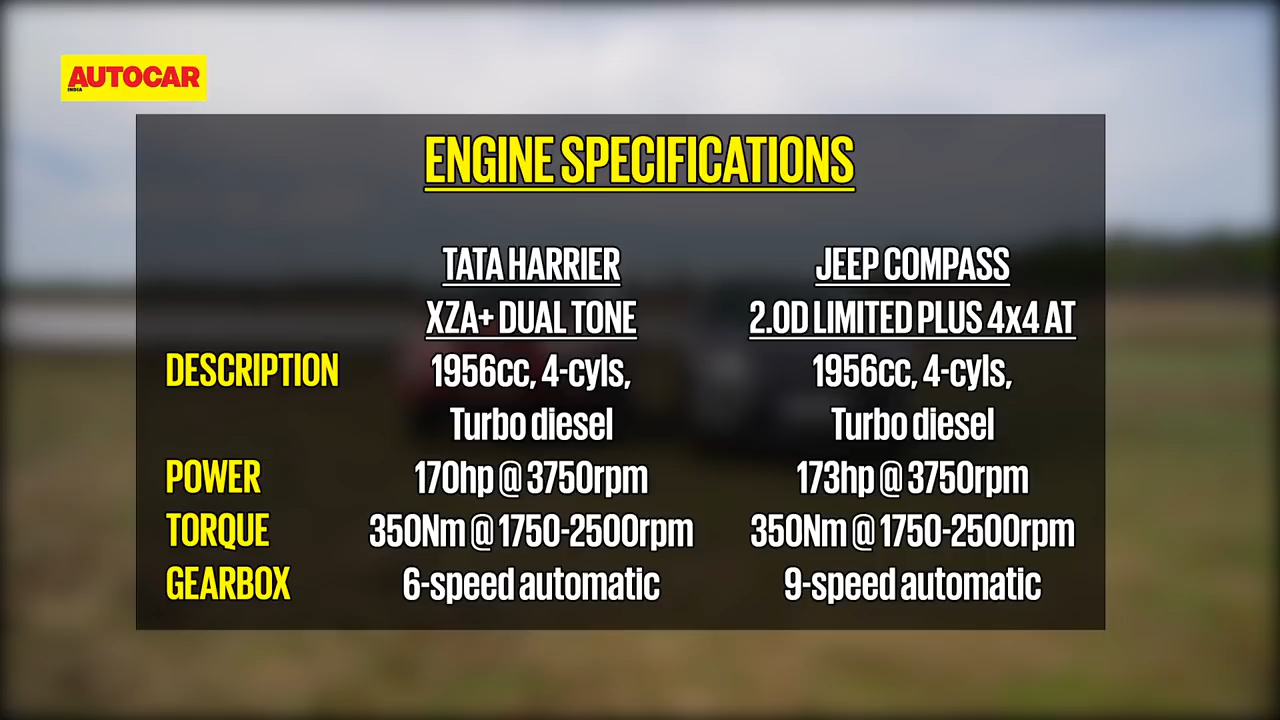 AUTOCAR
INDIA
ENGINE SPECIFICATIONS
TATA HARRIER JEEP COMPASS
XZA+ DUAL TONE 2.0D LIMITED PLUS 4x4 AT
DESCRIPTION 1956cc, 4-cyls, 1956cc, 4-cyls,
Turbo diesel Turbo diesel
POWER 170hp @ 3750rpm 173hp @ 3750rpm
TORQUE 350Nm @ 1750-2500rpm 350Nm @ 1750-2500rpm
GEARBOX 6-speed automatic 9-speed automatic